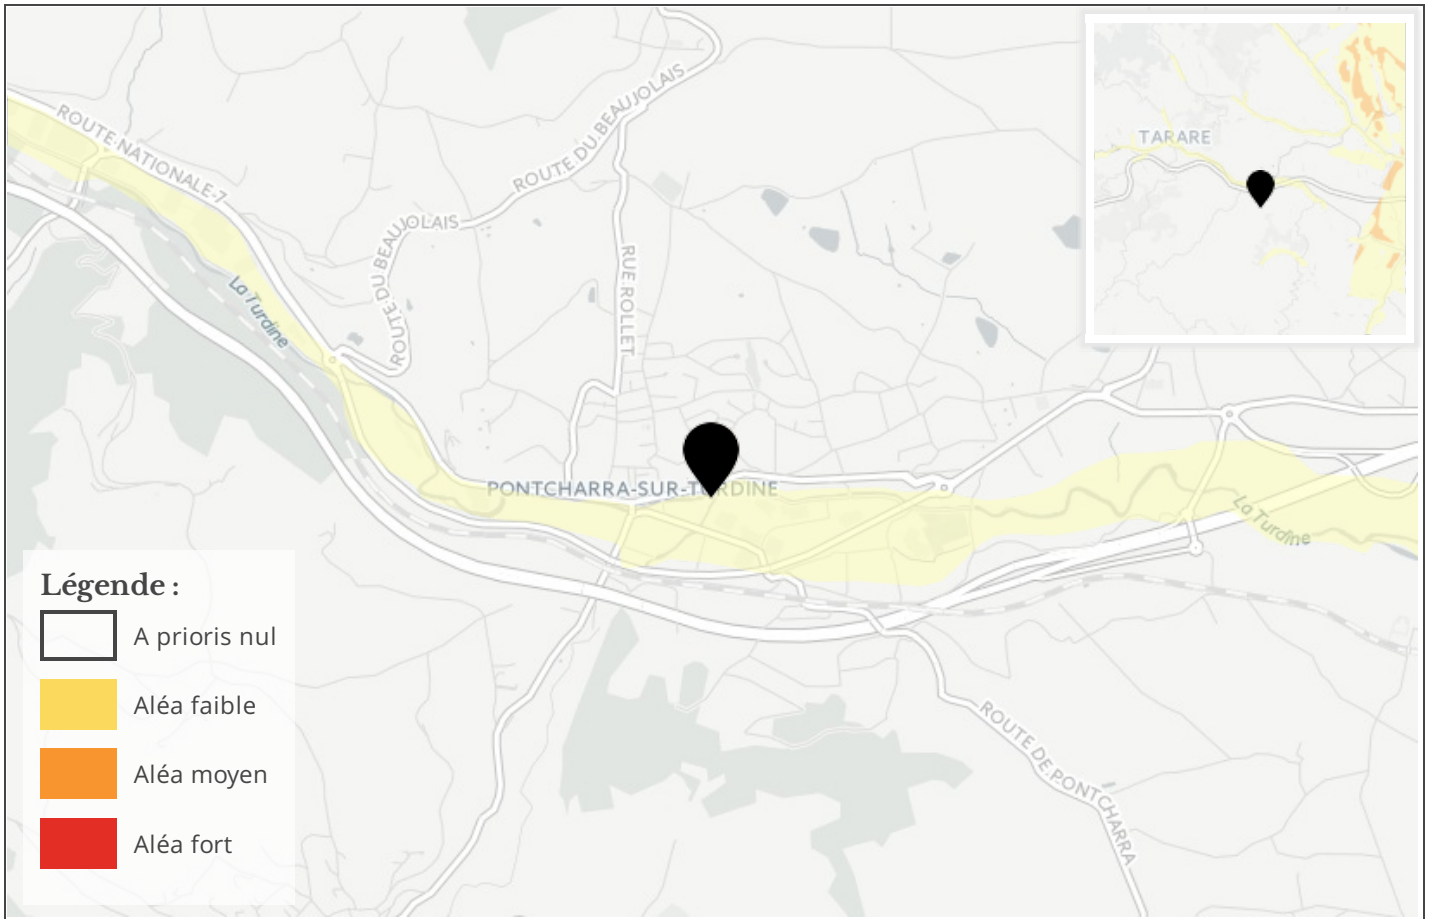 ROUTE NATIONALE-7
ROUTE DU BEAUJOLAIS
TARARE
ROUTE DU BEAUJOLAIS
RUE ROLLET
La Turdine
PONTCHARRA-SUR-TURDINE
La Turdine
Légende :
A prioris nul
Aléa faible
Aléa moyen
Aléa fort
ROUTE DE PONTCHARRA